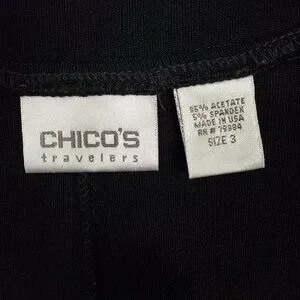 CHICO'S
travelers
95% ACETATE
5% SPANDEX
MADE IN USA
RN # 79984
SIZE 3